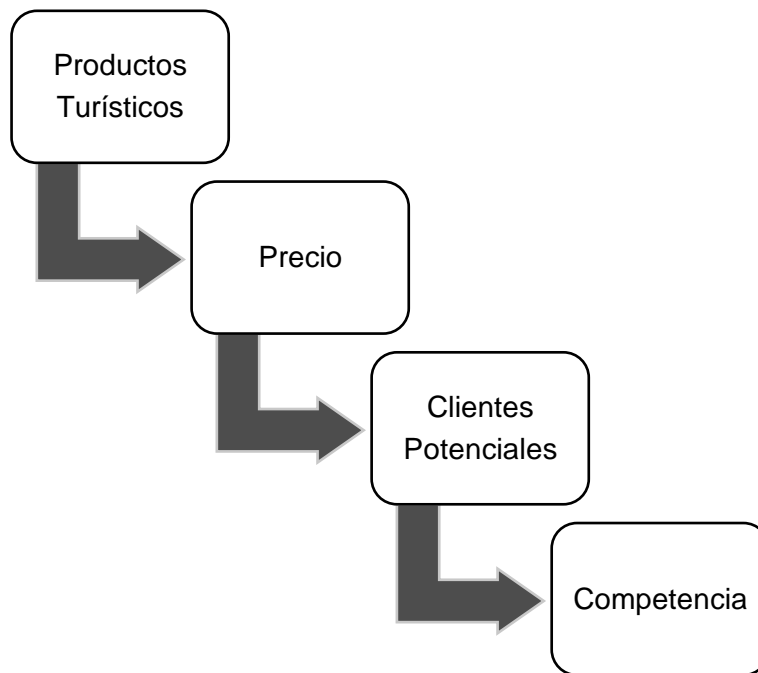 Productos
Turísticos
Precio
Clientes
Potenciales
Competencia